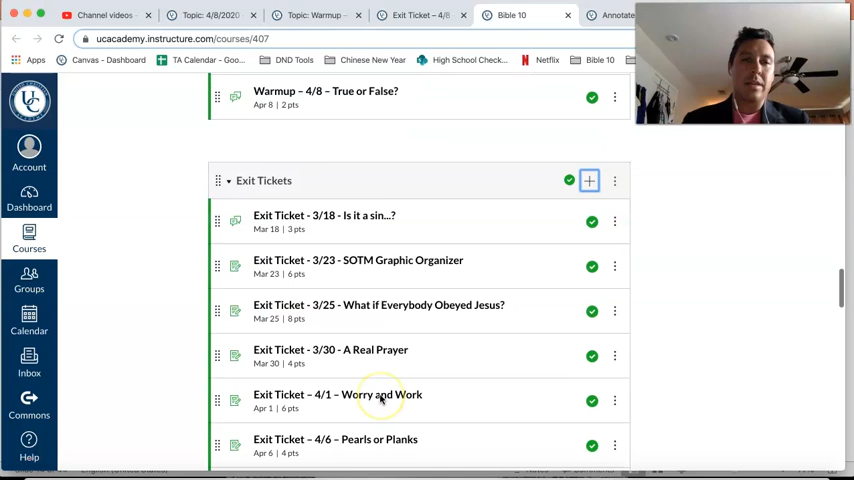 Channel videos -
Topic: 4/8/2020
Topic: Warmup -
Exit Ticket – 4/8
Bible 10
Annotate
ucacademy.instructure.com/courses/407
Apps
Canvas - Dashboard
TA Calendar - Goo...
DND Tools
Chinese New Year
High School Check...
Netflix
Bible 10
UC
Account
Dashboard
Courses
Groups
Calendar
Inbox
Commons
Help
Warmup – 4/8 – True or False?
Apr 8 | 2 pts
Exit Tickets
Exit Ticket - 3/18 - Is it a sin...?
Mar 18 | 3 pts
Exit Ticket - 3/23 - SOTM Graphic Organizer
Mar 23 | 6 pts
Exit Ticket - 3/25 - What if Everybody Obeyed Jesus?
Mar 25 | 8 pts
Exit Ticket - 3/30 - A Real Prayer
Mar 30 | 4 pts
Exit Ticket – 4/1 – Worry and Work
Apr 1 | 6 pts
Exit Ticket – 4/6 – Pearls or Planks
Apr 6 | 4 pts